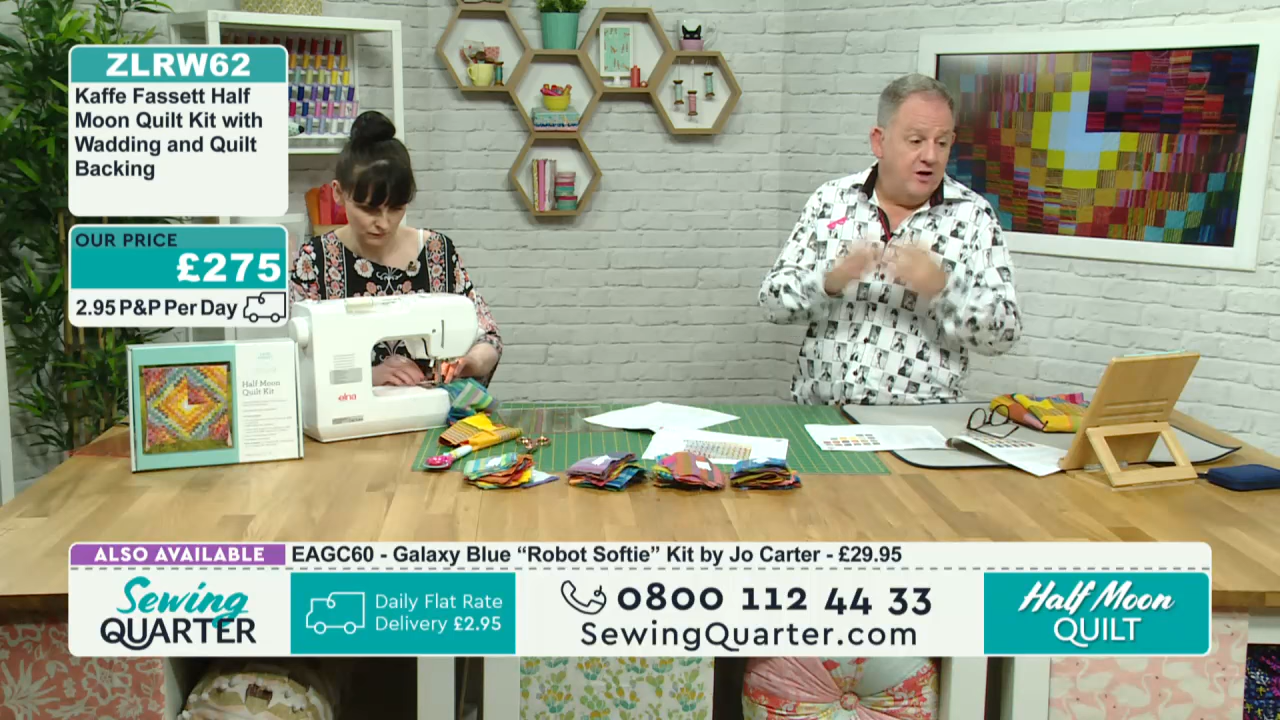 ZLRW62
Kaffe Fassett Half
Moon Quilt Kit with
Wadding and Quilt
Backing
OUR PRICE
£275
2.95 P&P Per Day
Half Moon
Quilt Kit
elna
ALSO AVAILABLE
EAGC60 - Galaxy Blue “Robot Softie” Kit by Jo Carter - £29.95
Sewing
QUARTER
Daily Flat Rate
Delivery £2.95
0800 112 44 33
SewingQuarter.com
Half Moon
QUILT